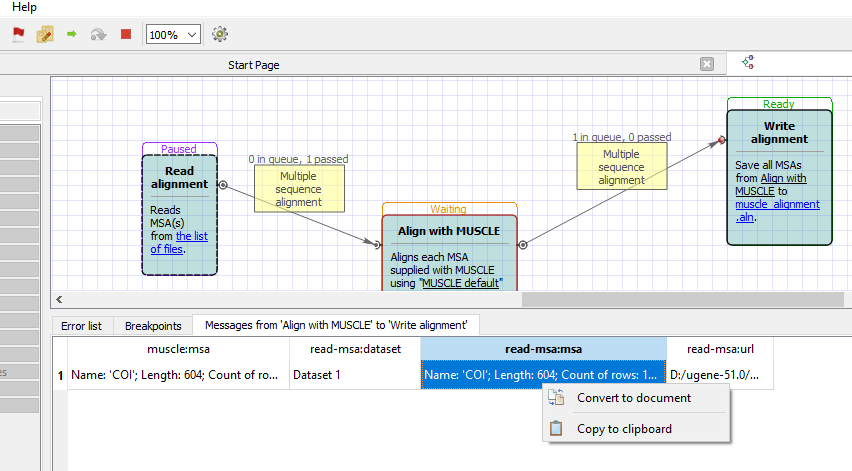 Help
100%
Start Page
Paused
Read
alignment
Reads
MSA(s)
from the list
of files.
0 in queue, 1 passed
Multiple
sequence
alignment
Waiting
Align with MUSCLE
Aligns each MSA
supplied with MUSCLE
using "MUSCLE default"
1 in queue, 0 passed
Multiple
sequence
alignment
Ready
Write
alignment
Save all MSAs
from Align with
MUSCLE to
muscle_alignment
.aln.
Error list
Breakpoints
Messages from 'Align with MUSCLE' to 'Write alignment'
muscle:msa
read-msa:dataset
read-msa:msa
read-msa:url
es
1
Name: 'COI'; Length: 604; Count of ro...
Dataset 1
Name: 'COI'; Length: 604; Count of rows: 1...
D:/ugene-51.0/...
Convert to document
Copy to clipboard